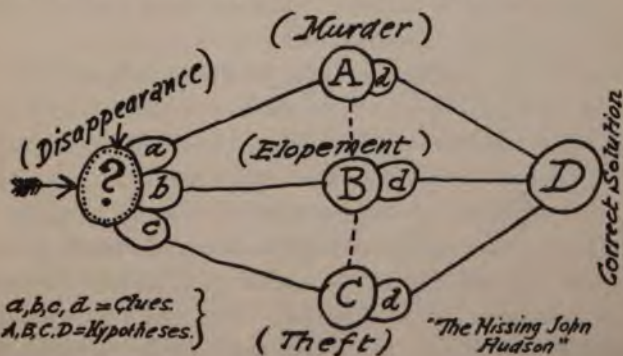 (Murder)
A d
(Disappearance)
(Elopement)
? a
b
c
B d
D
Correct Solution
C d
(Theft)
a, b, c, d = Clues.
A, B, C, D = Hypotheses.
"The Missing John
Hudson"